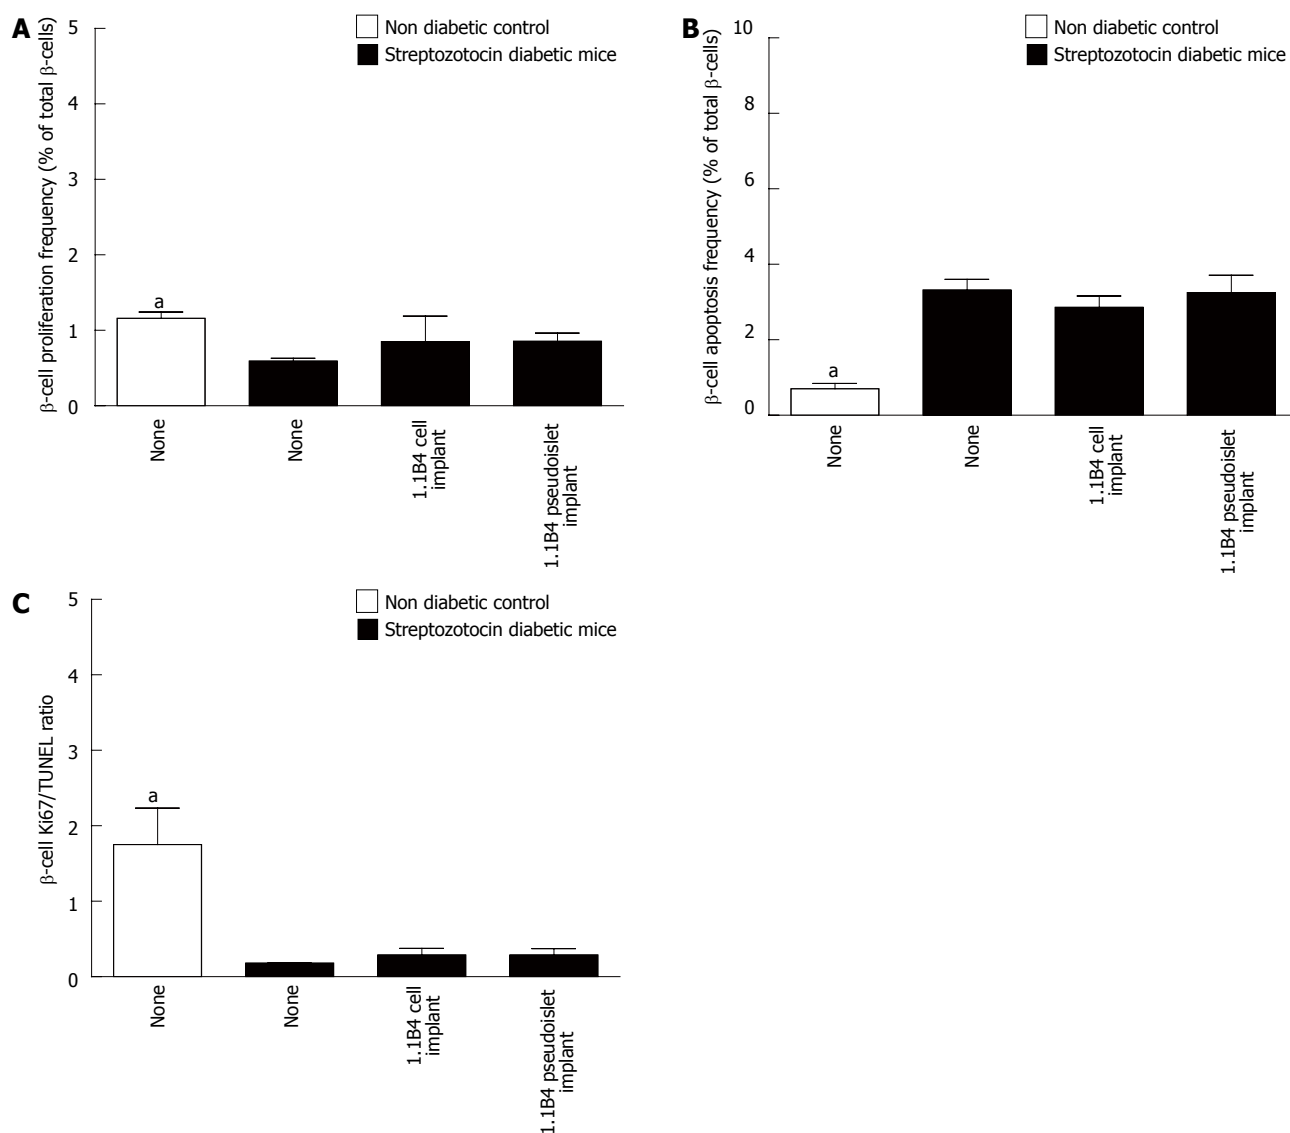 A
Non diabetic control
Streptozotocin diabetic mice
β-cell proliferation frequency (% of total β-cells)
5
4
3
2
1
0
a
None
None
1.1B4 cell
implant
1.1B4 pseudoislet
implant
B
Non diabetic control
Streptozotocin diabetic mice
β-cell apoptosis frequency (% of total β-cells)
10
8
6
4
2
0
a
None
None
1.1B4 cell
implant
1.1B4 pseudoislet
implant
C
Non diabetic control
Streptozotocin diabetic mice
β-cell Ki67/TUNEL ratio
5
4
3
2
1
0
a
None
None
1.1B4 cell
implant
1.1B4 pseudoislet
implant